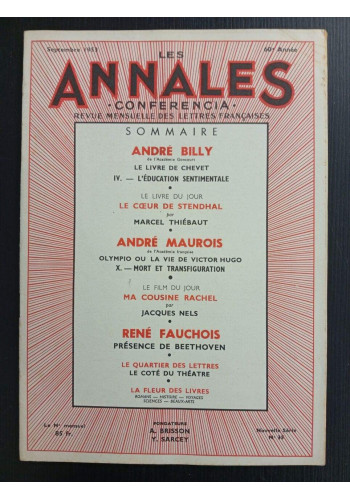 Septembre 1953
60e Année
LES
ANNALES
· CONFERENCIA ·
REVUE MENSUELLE DES LETTRES FRANÇAISES
SOMMAIRE
ANDRÉ BILLY
de l'Académie Goncourt
LE LIVRE DE CHEVET
IV. — L'ÉDUCATION SENTIMENTALE
LE LIVRE DU JOUR
LE CŒUR DE STENDHAL
par
MARCEL THIÉBAUT
ANDRÉ MAUROIS
de l'Académie française
OLYMPIO OU LA VIE DE VICTOR HUGO
X. — MORT ET TRANSFIGURATION
LE FILM DU JOUR
MA COUSINE RACHEL
par
JACQUES NELS
RENÉ FAUCHOIS
PRÉSENCE DE BEETHOVEN
LE QUARTIER DES LETTRES
LE COTÉ DU THÉATRE
LA FLEUR DES LIVRES
ROMANS — HISTOIRE — VOYAGES
SCIENCES — BEAUX-ARTS
Le No mensuel
85 fr.
FONDATEURS
A. BRISSON
Y. SARCEY
Nouvelle Série
No